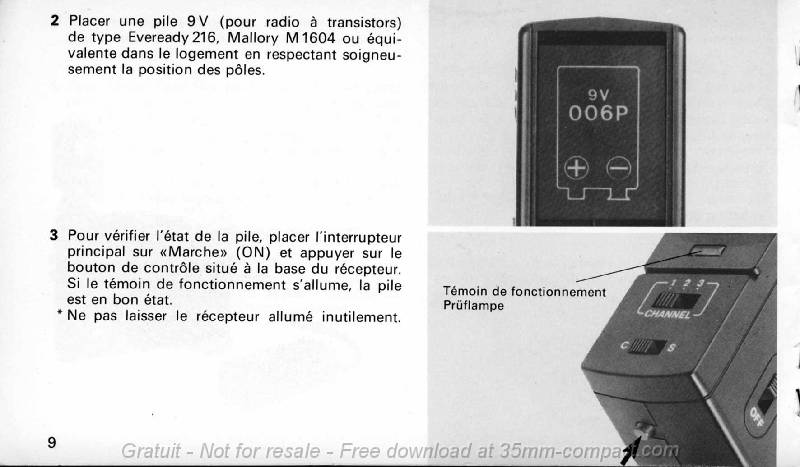 2 Placer une pile 9V (pour radio à transistors)
de type Eveready 216, Mallory M1604 ou équi-
valente dans le logement en respectant soigneu-
sement la position des pôles.
9V
006P
+ −
3 Pour vérifier l'état de la pile, placer l'interrupteur
principal sur «Marche» (ON) et appuyer sur le
bouton de contrôle situé à la base du récepteur.
Si le témoin de fonctionnement s'allume, la pile
est en bon état.
* Ne pas laisser le récepteur allumé inutilement.
Témoin de fonctionnement
Prüflampe
1 2 3
CHANNEL
C S
OFF
9
Gratuit - Not for resale - Free download at 35mm-compact.com